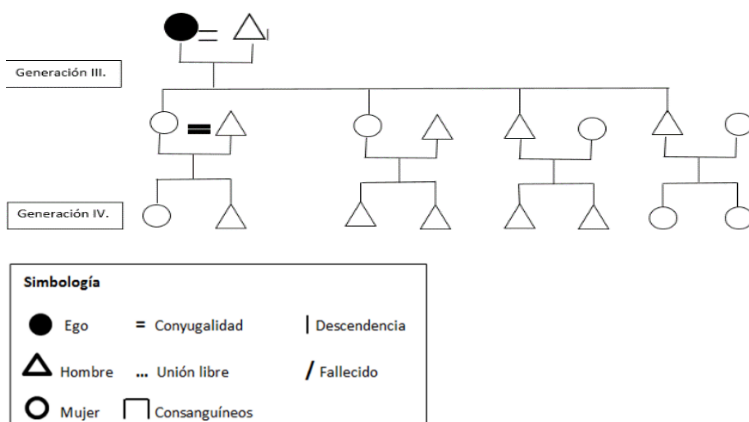 Generación III.
Generación IV.
Simbología
Ego = Conyugalidad | Descendencia
Hombre ... Unión libre / Fallecido
Mujer Consanguíneos